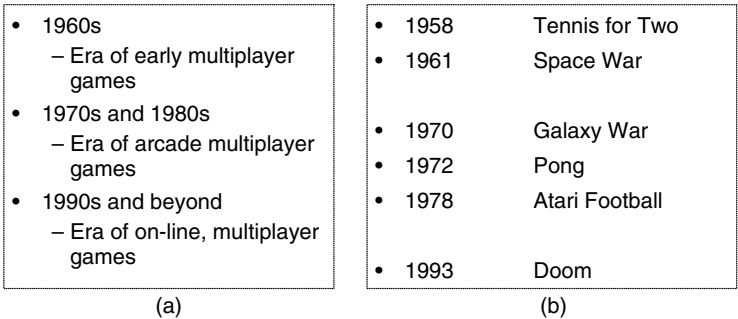 • 1960s
– Era of early multiplayer
games
• 1970s and 1980s
– Era of arcade multiplayer
games
• 1990s and beyond
– Era of on-line, multiplayer
games
(a)
• 1958 Tennis for Two
• 1961 Space War
• 1970 Galaxy War
• 1972 Pong
• 1978 Atari Football
• 1993 Doom
(b)